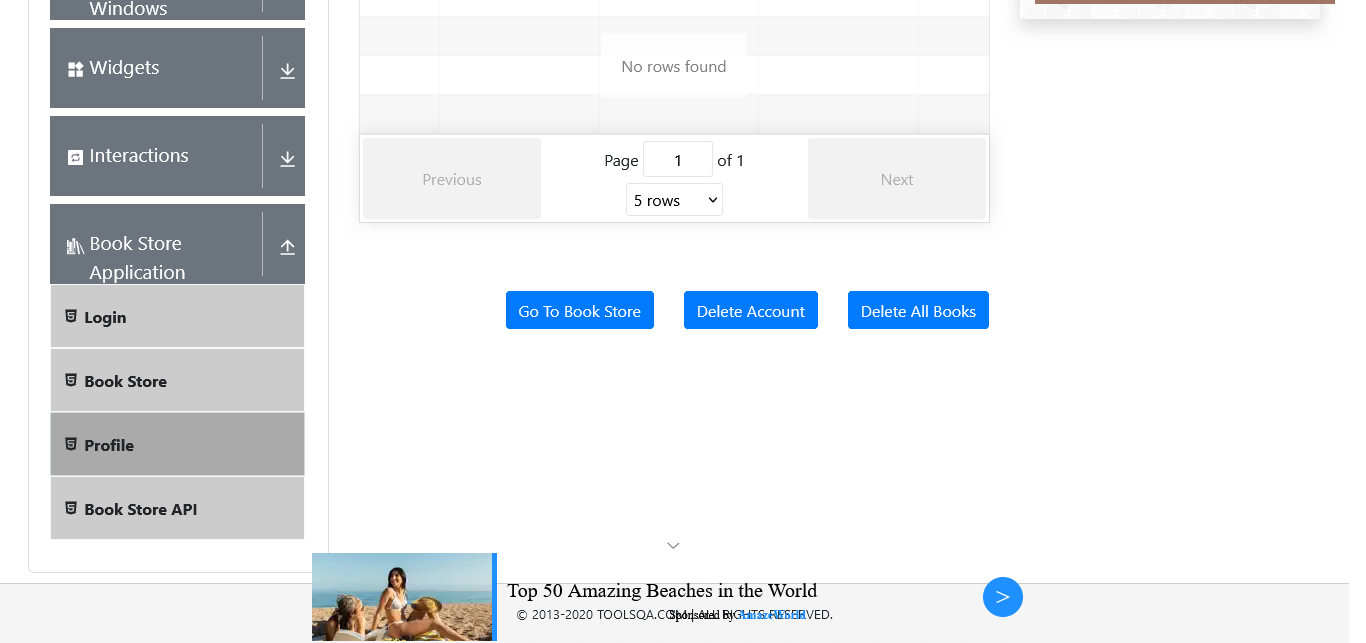 Windows
Widgets
Interactions
Book Store
Application
Login
Book Store
Profile
Book Store API
No rows found
Previous
Page 1 of 1
5 rows
Next
Go To Book Store
Delete Account
Delete All Books
Top 50 Amazing Beaches in the World
>
© 2013-2020 TOOLSQA.COM | ALL RIGHTS RESERVED.
Sponsored By